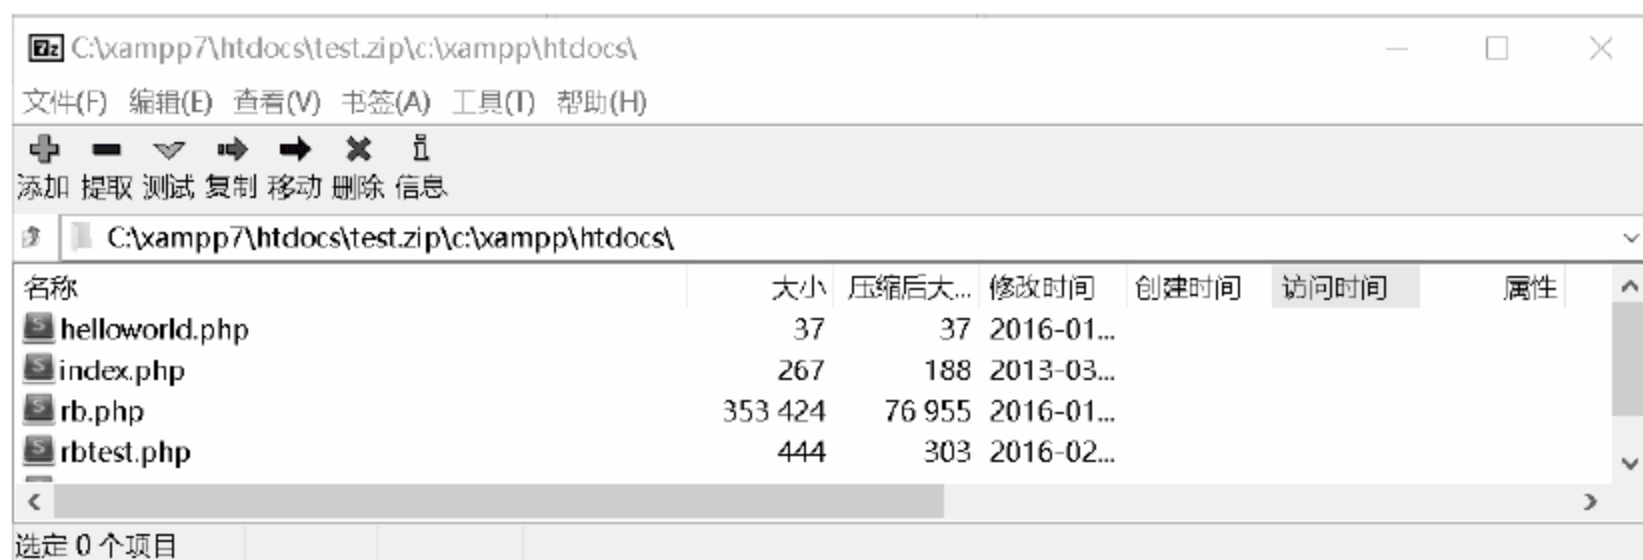 7z C:\xampp7\htdocs\test.zip\c:\xampp\htdocs\
文件(F) 编辑(E) 查看(V) 书签(A) 工具(T) 帮助(H)
添加 提取 测试 复制 移动 删除 信息
C:\xampp7\htdocs\test.zip\c:\xampp\htdocs\
名称 大小 压缩后大... 修改时间 创建时间 访问时间 属性
helloworld.php 37 37 2016-01...
index.php 267 188 2013-03...
rb.php 353 424 76 955 2016-01...
rbtest.php 444 303 2016-02...
选定 0 个项目